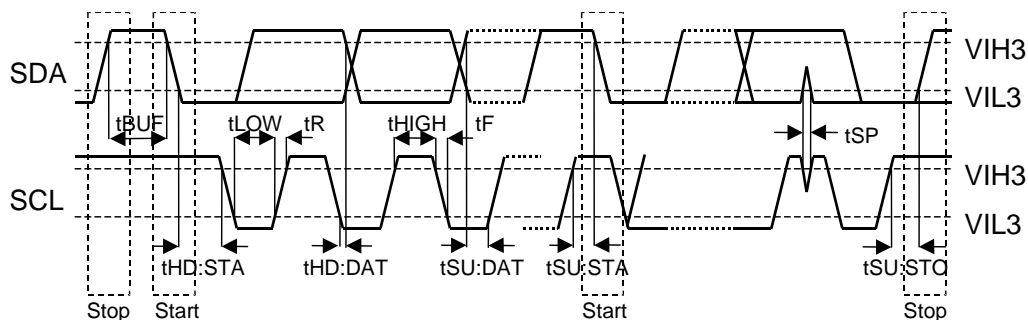 VIH3
SDA
VIL3
tBUF tLOW tR tHIGH tF
tSP
VIH3
SCL
VIL3
tHD:STA tHD:DAT tSU:DAT tSU:STA tSU:STO
Stop Start Start Stop